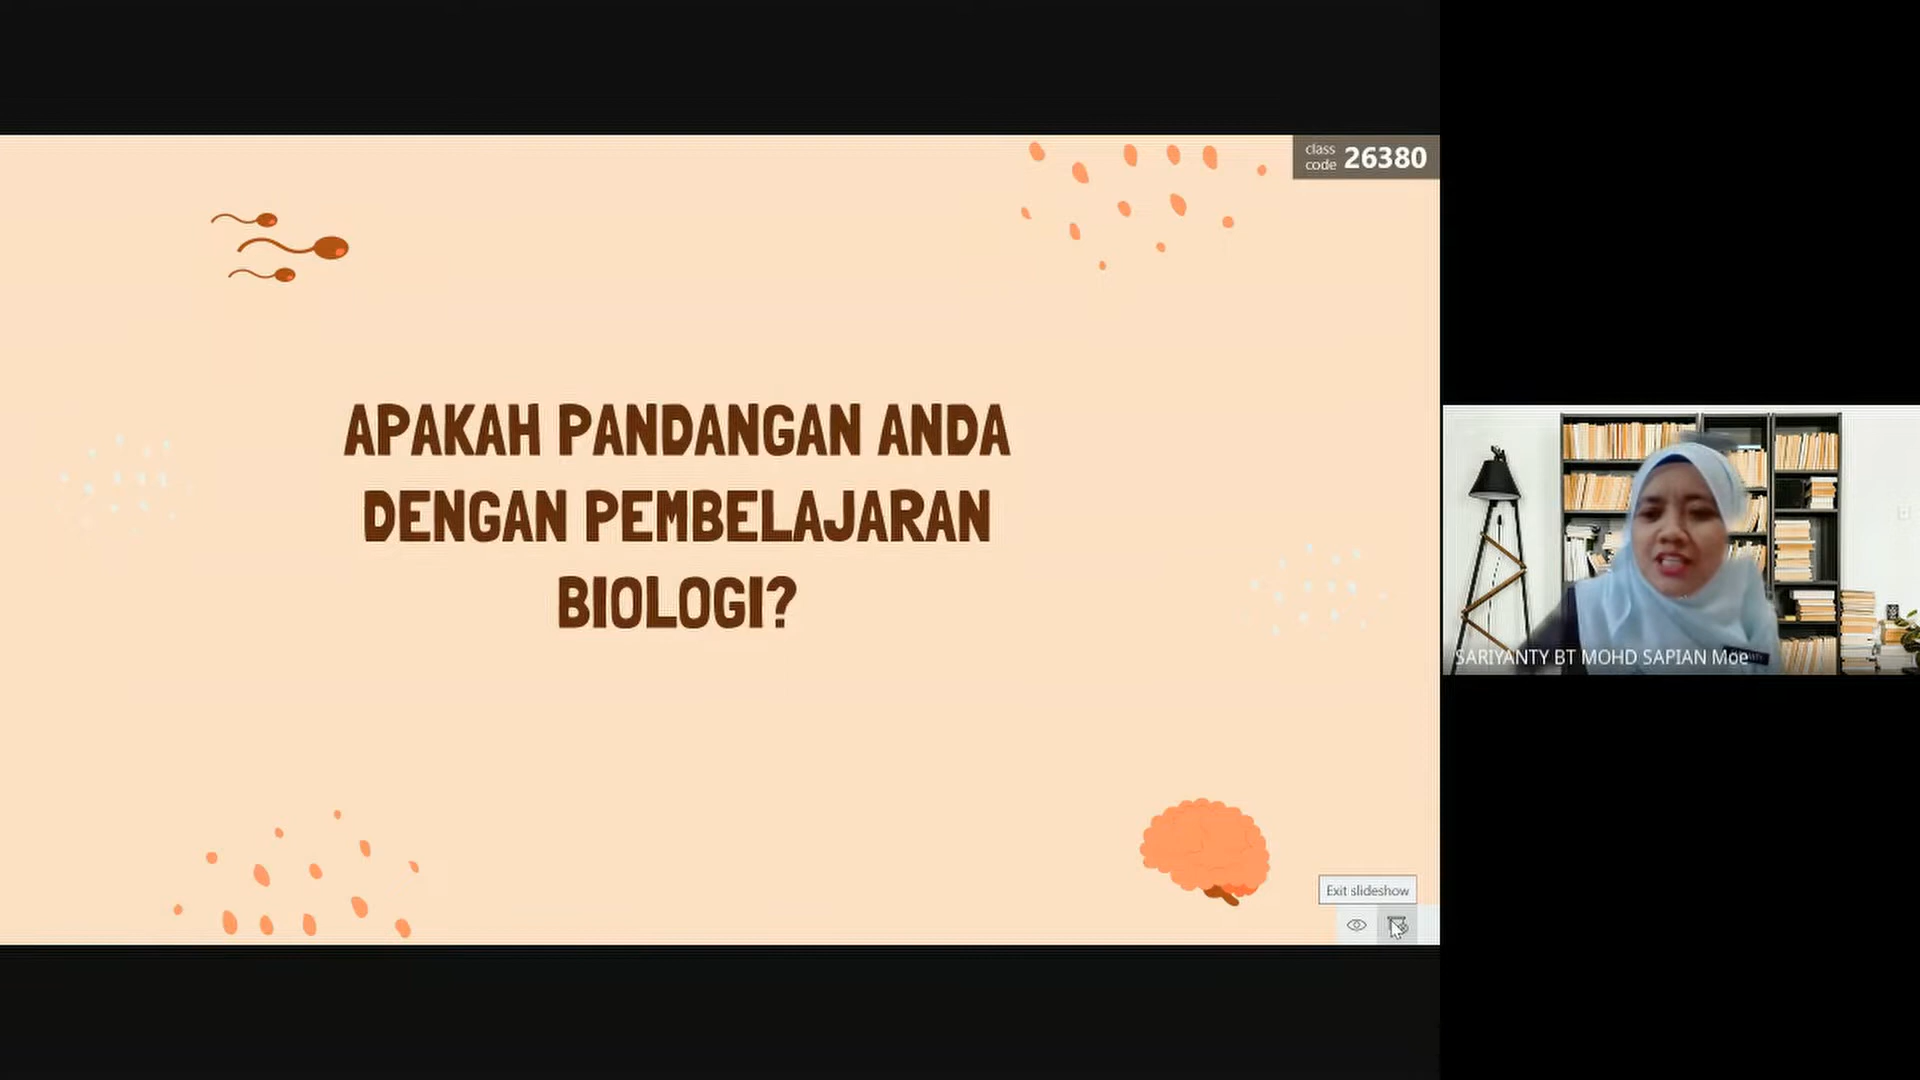 class code 26380
APAKAH PANDANGAN ANDA
DENGAN PEMBELAJARAN
BIOLOGI?
Exit slideshow
SARIYANTY BT MOHD SAPIAN Moe